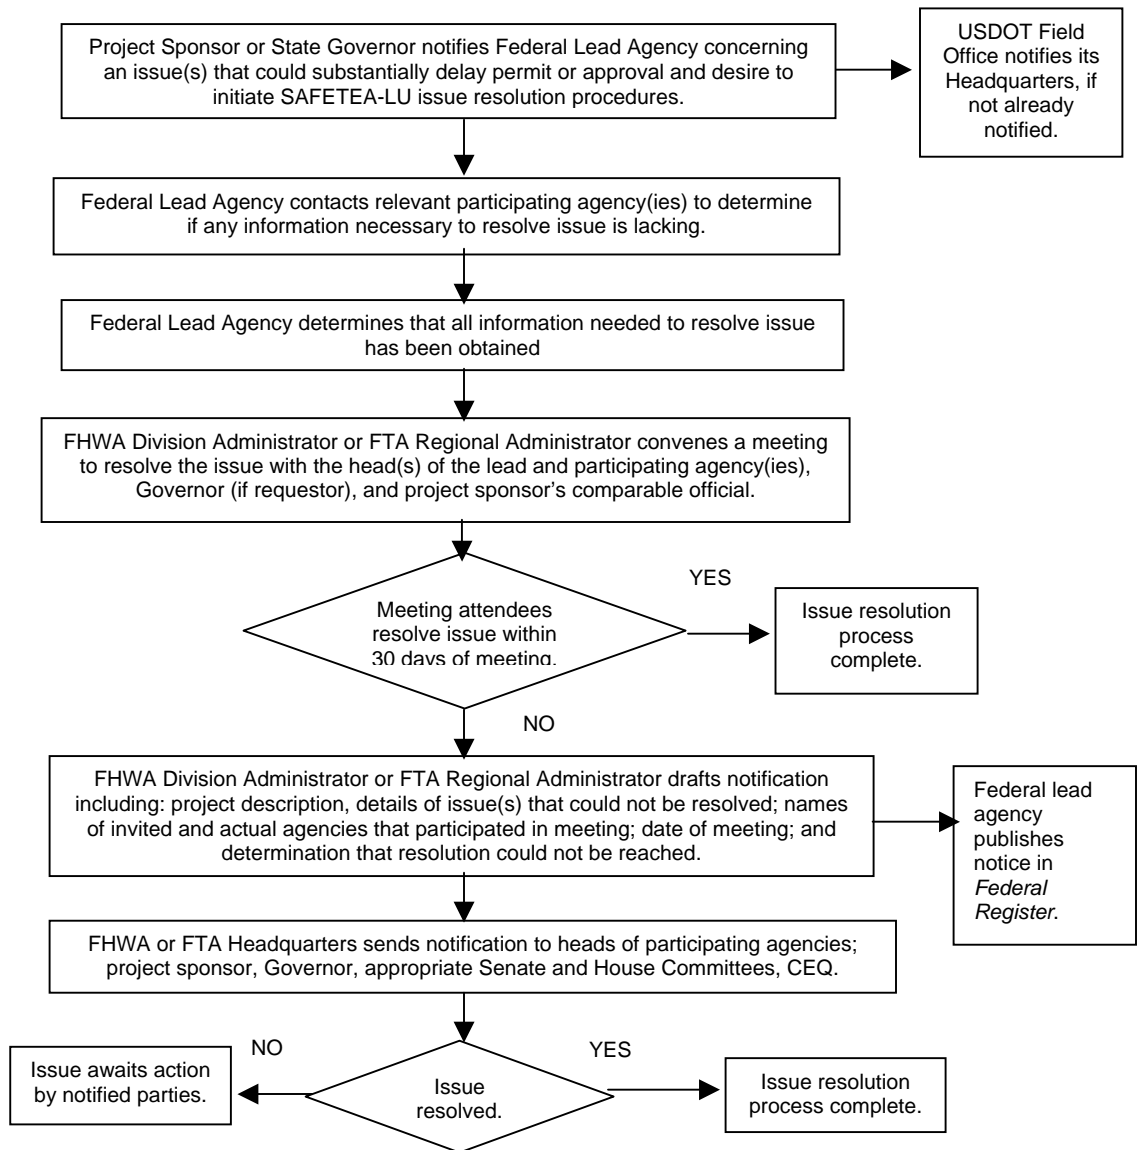 Project Sponsor or State Governor notifies Federal Lead Agency concerning
an issue(s) that could substantially delay permit or approval and desire to
initiate SAFETEA-LU issue resolution procedures.
USDOT Field
Office notifies its
Headquarters, if
not already
notified.
Federal Lead Agency contacts relevant participating agency(ies) to determine
if any information necessary to resolve issue is lacking.
Federal Lead Agency determines that all information needed to resolve issue
has been obtained
FHWA Division Administrator or FTA Regional Administrator convenes a meeting
to resolve the issue with the head(s) of the lead and participating agency(ies),
Governor (if requestor), and project sponsor’s comparable official.
Meeting attendees
resolve issue within
30 days of meeting.
YES
Issue resolution
process
complete.
NO
FHWA Division Administrator or FTA Regional Administrator drafts notification
including: project description, details of issue(s) that could not be resolved; names
of invited and actual agencies that participated in meeting; date of meeting; and
determination that resolution could not be reached.
Federal lead
agency
publishes
notice in
Federal
Register.
FHWA or FTA Headquarters sends notification to heads of participating agencies;
project sponsor, Governor, appropriate Senate and House Committees, CEQ.
NO
Issue awaits action
by notified parties.
Issue
resolved.
YES
Issue resolution
process complete.